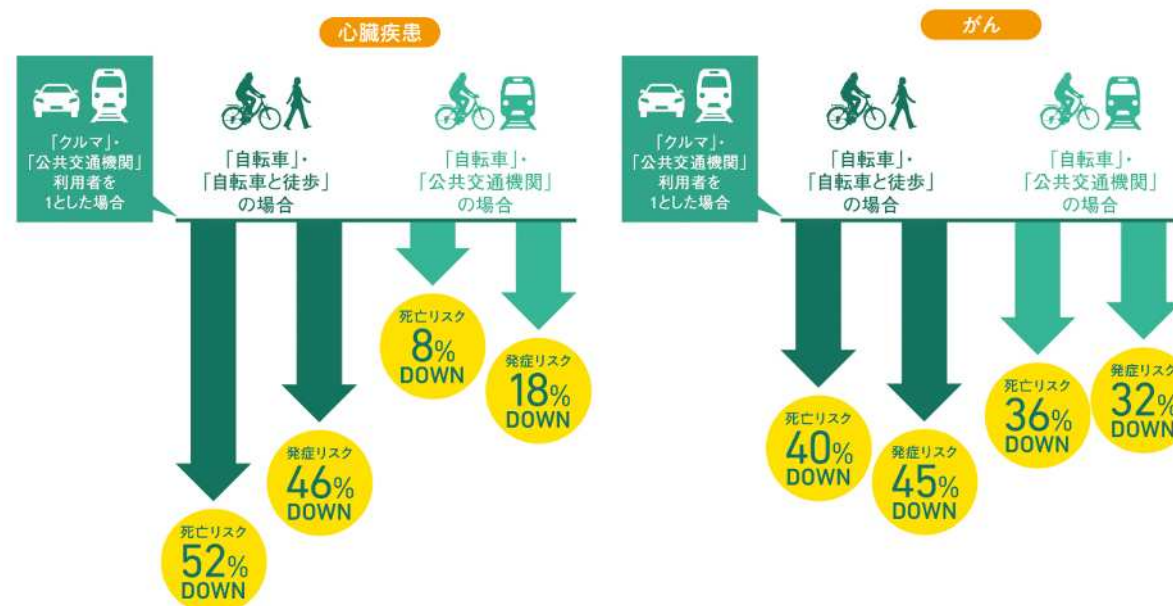 心臓疾患
「クルマ」・
「公共交通機関」
利用者を
1とした場合
「自転車」・
「自転車と徒歩」
の場合
「自転車」・
「公共交通機関」
の場合
死亡リスク
52%
DOWN
発症リスク
46%
DOWN
死亡リスク
8%
DOWN
発症リスク
18%
DOWN
がん
「クルマ」・
「公共交通機関」
利用者を
1とした場合
「自転車」・
「自転車と徒歩」
の場合
「自転車」・
「公共交通機関」
の場合
死亡リスク
40%
DOWN
発症リスク
45%
DOWN
死亡リスク
36%
DOWN
発症リスク
32%
DOWN